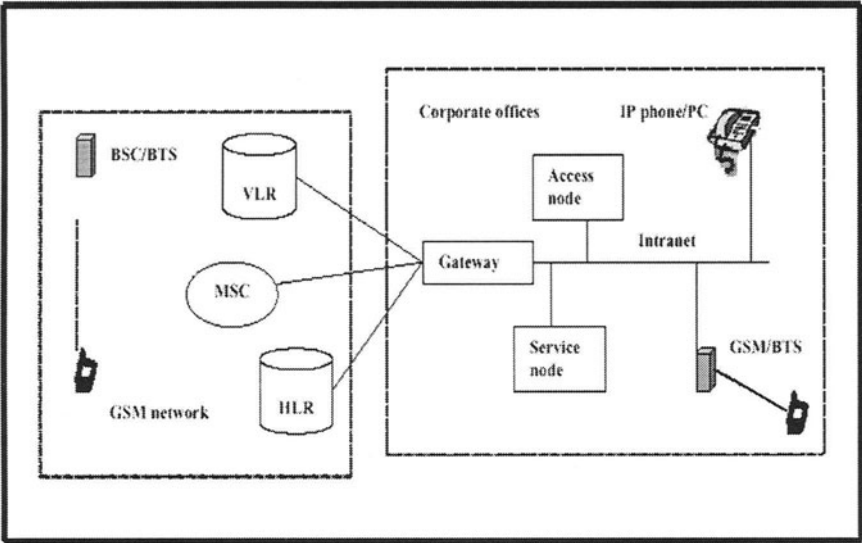 Corporate offices
IP phone/PC
BSC/BTS
VLR
Access
node
Intranet
Gateway
MSC
Service
node
GSM/BTS
HLR
GSM network